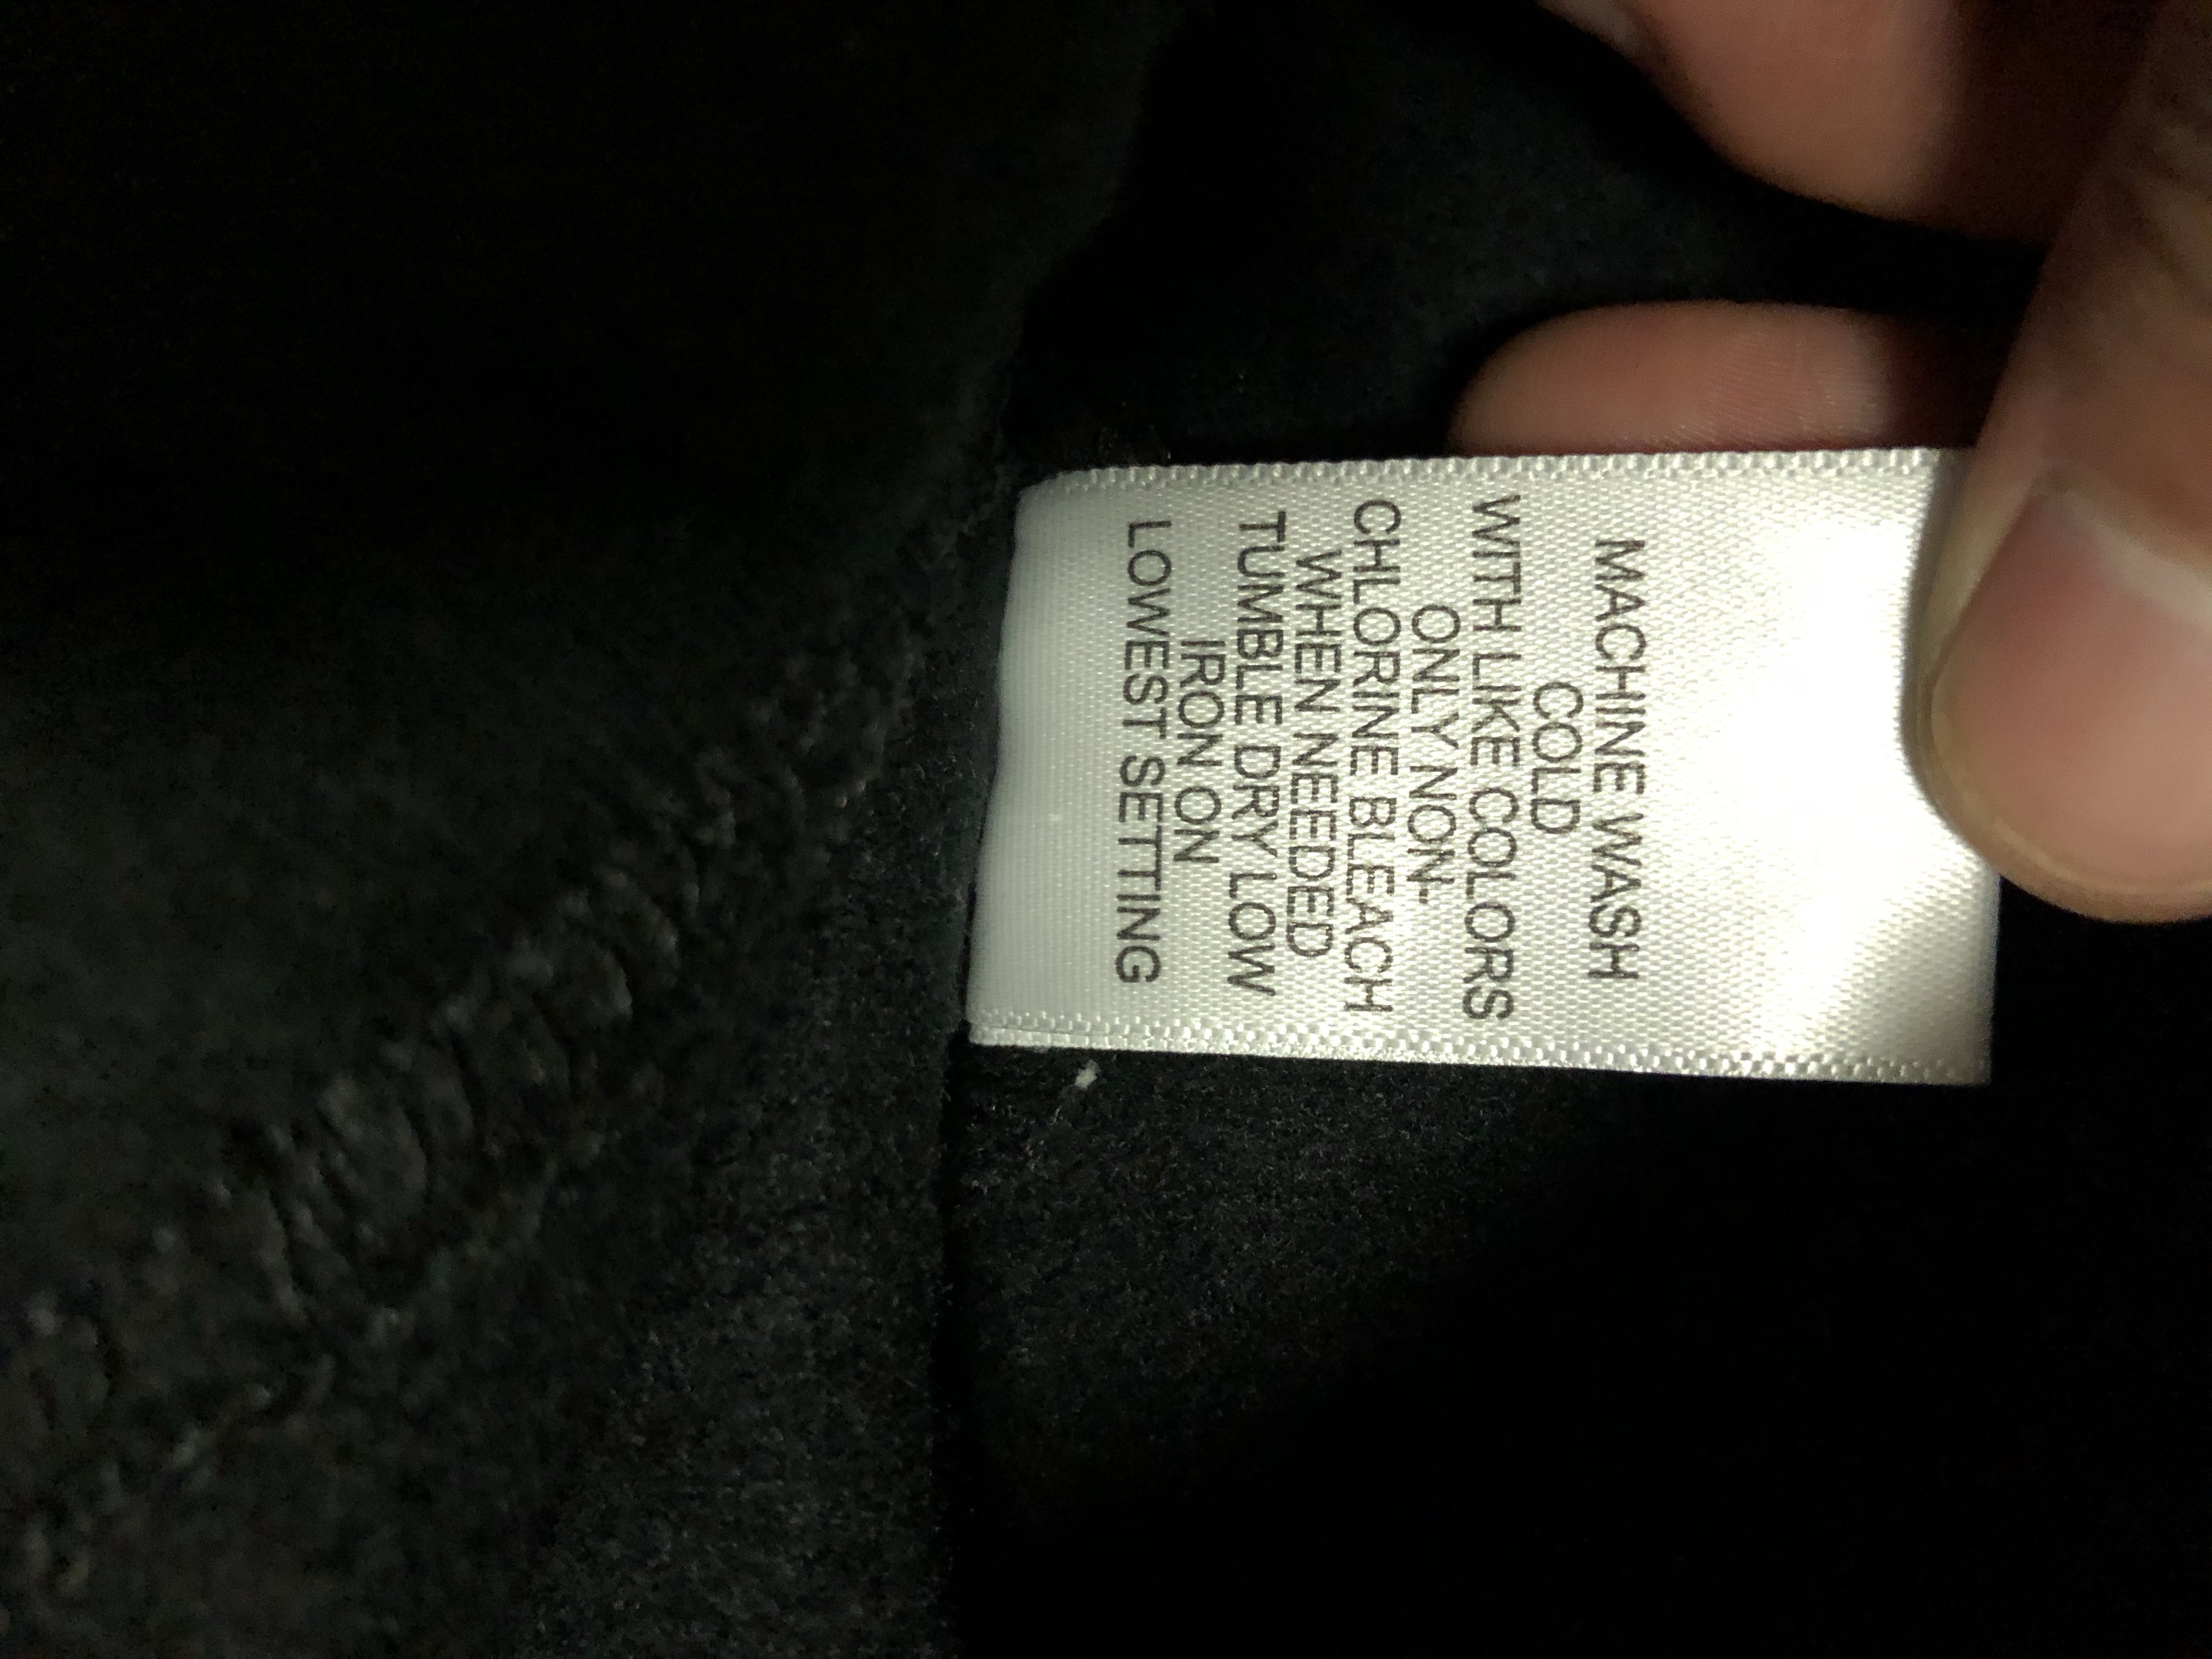 MACHINE WASH
COLD
WITH LIKE COLORS
ONLY NON-
CHLORINE BLEACH
WHEN NEEDED
TUMBLE DRY LOW
IRON ON
LOWEST SETTING